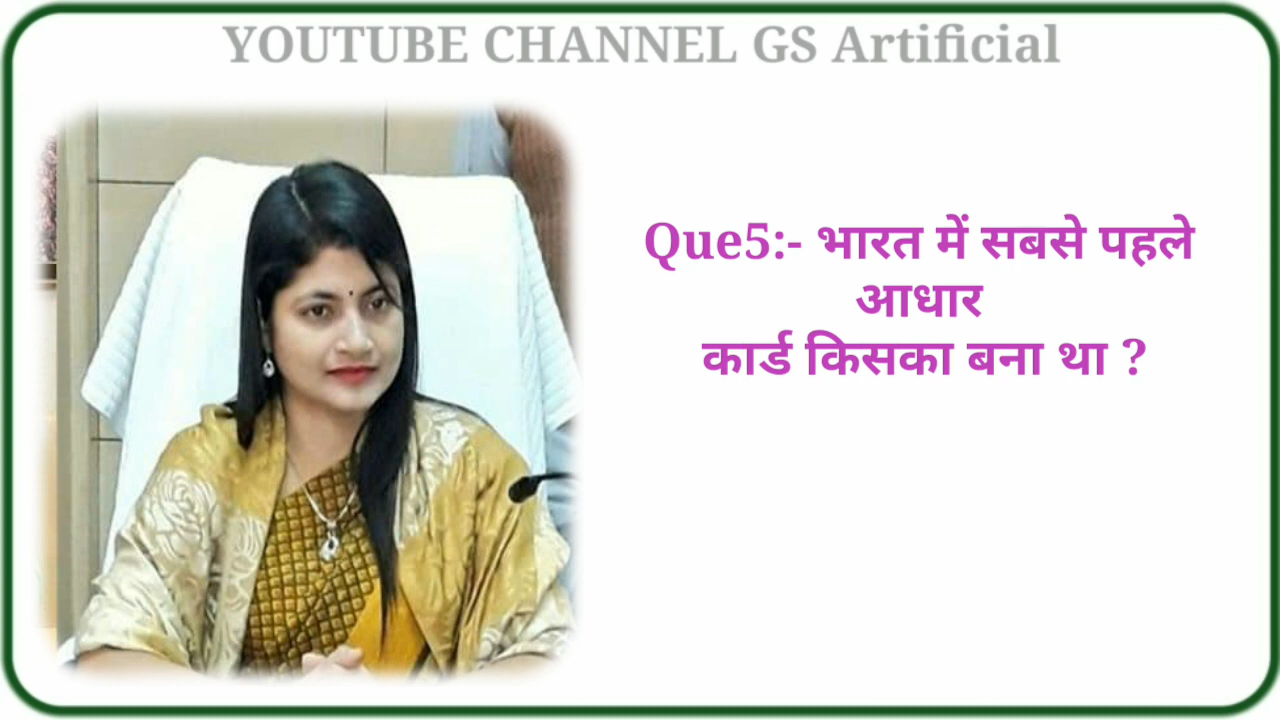 YOUTUBE CHANNEL GS Artificial
Que5:- भारत में सबसे पहले
आधार
कार्ड किसका बना था ?